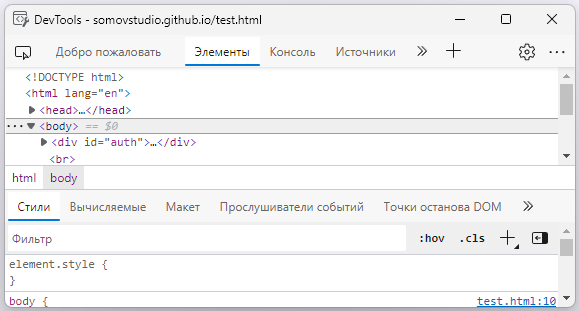 DevTools - somovstudio.github.io/test.html
Добро пожаловать Элементы Консоль Источники
<!DOCTYPE html>
<html lang="en">
<head>…</head>
<body> == $0
<div id="auth">…</div>
<br>
html body
Стили Вычисляемые Макет Прослушиватели событий Точки останова DOM
Фильтр :hov .cls
element.style {
}
body { test.html:10